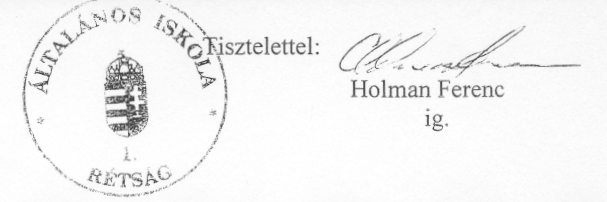 ÁLTALÁNOS ISKOLA
1.
RÉTSÁG
Tisztelettel:
Holman Ferenc
ig.